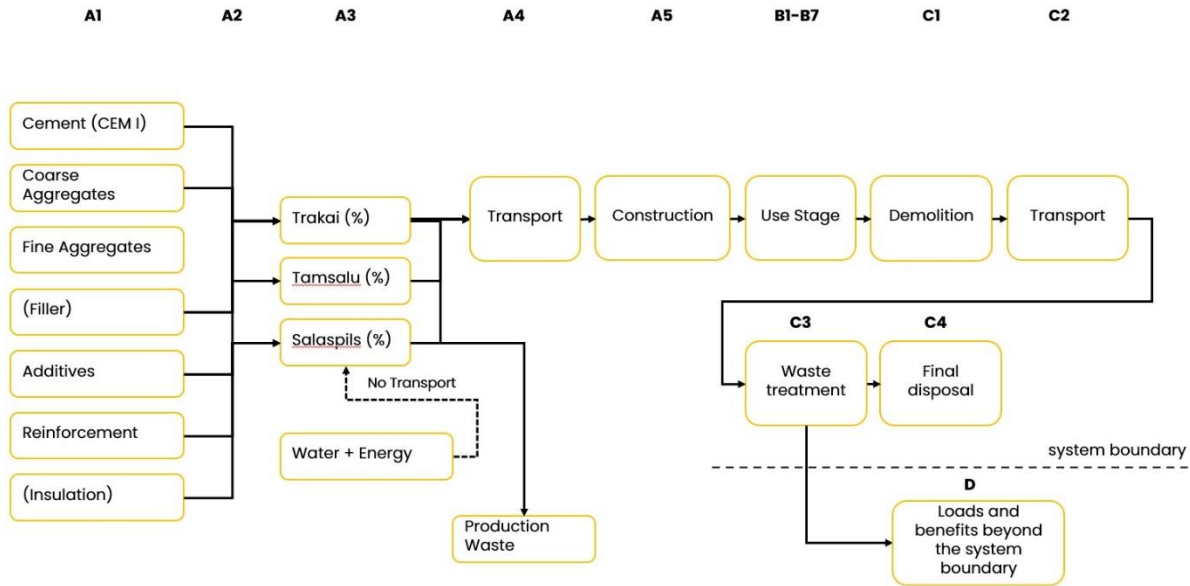 A1
A2
A3
A4
A5
B1-B7
C1
C2
Cement (CEM I)
Coarse
Aggregates
Fine Aggregates
(Filler)
Additives
Reinforcement
(Insulation)
Trakai (%)
Tamsalu (%)
Salaspils (%)
No Transport
Water + Energy
Production
Waste
Transport
Construction
Use Stage
Demolition
Transport
C3
C4
Waste
treatment
Final
disposal
system boundary
D
Loads and
benefits beyond
the system
boundary